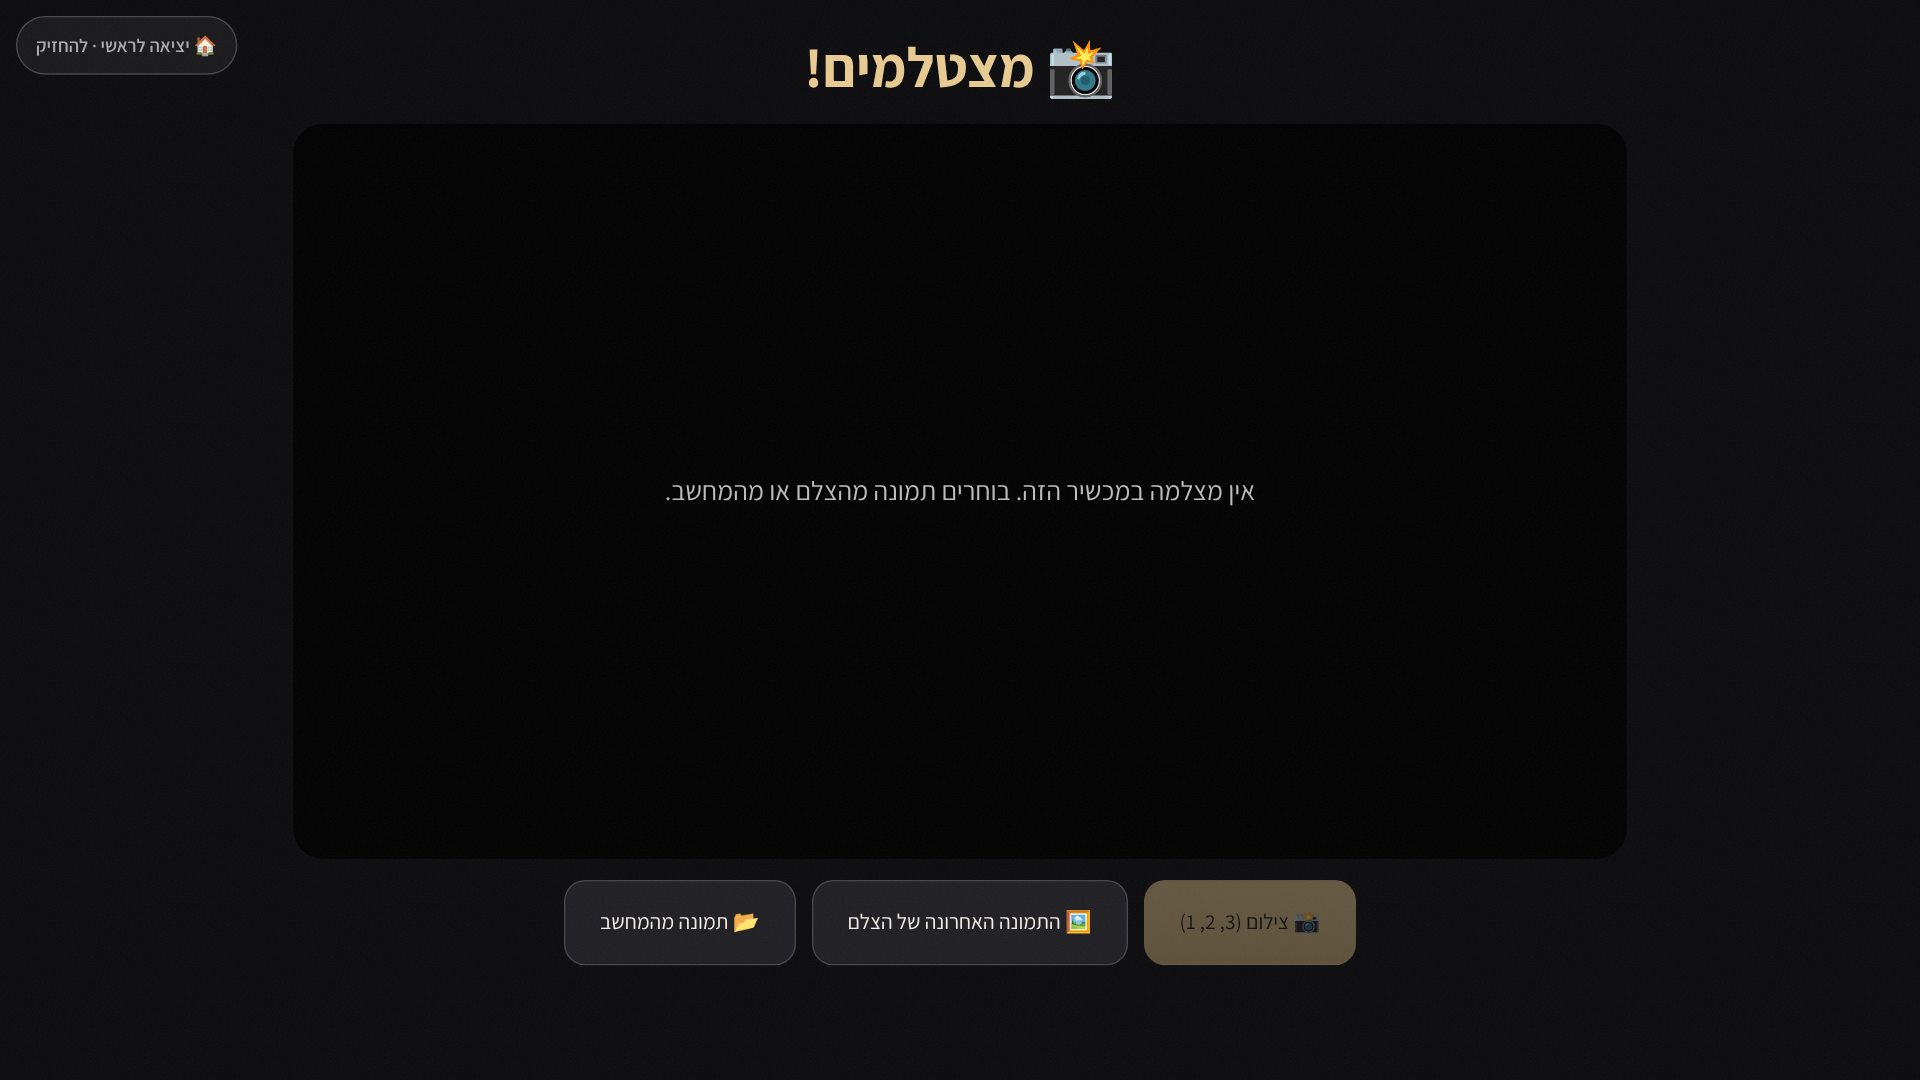 🏠 יציאה לראשי · להחזיק
📸 מצטלמים!
אין מצלמה במכשיר הזה. בוחרים תמונה מהצלם או מהמחשב.
📸 צילום (3, 2, 1)
🖼️ התמונה האחרונה של הצלם
📂 תמונה מהמחשב